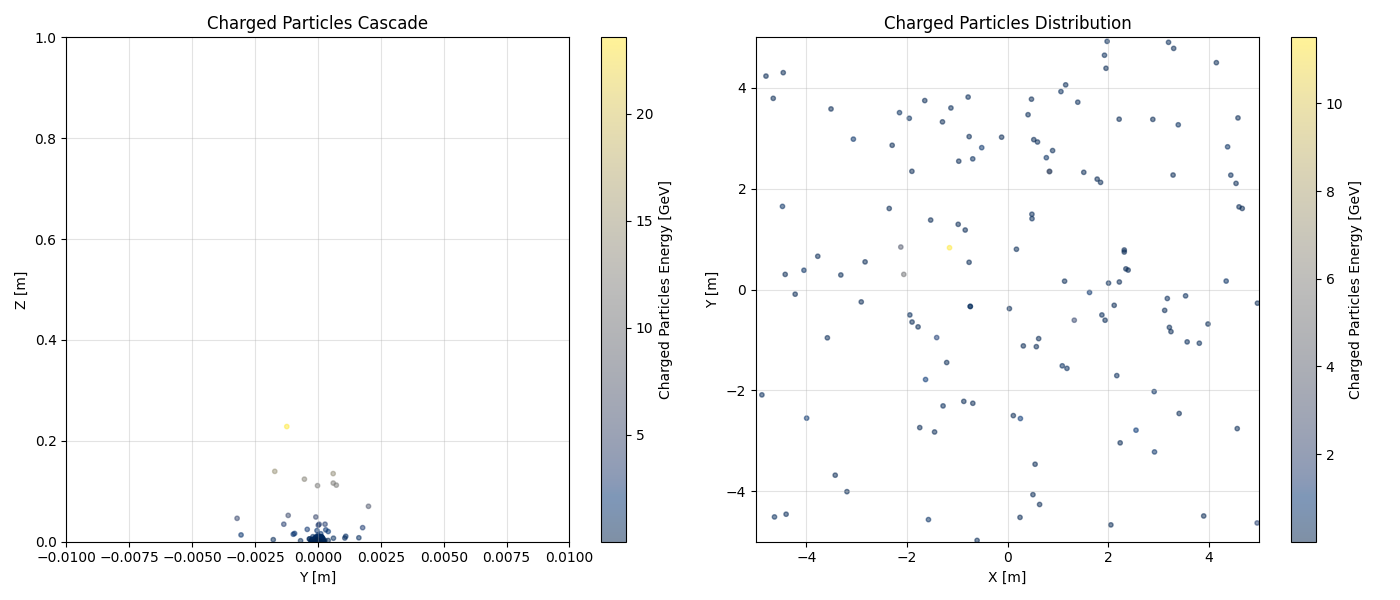 Charged Particles Cascade
1.0
0.8
0.6
0.4
0.2
0.0
Z [m]
−0.0100 −0.0075 −0.0050 −0.0025 0.0000 0.0025 0.0050 0.0075 0.0100
Y [m]
20
15
10
5
Charged Particles Energy [GeV]
Charged Particles Distribution
4
2
0
−2
−4
Y [m]
−4 −2 0 2 4
X [m]
10
8
6
4
2
Charged Particles Energy [GeV]